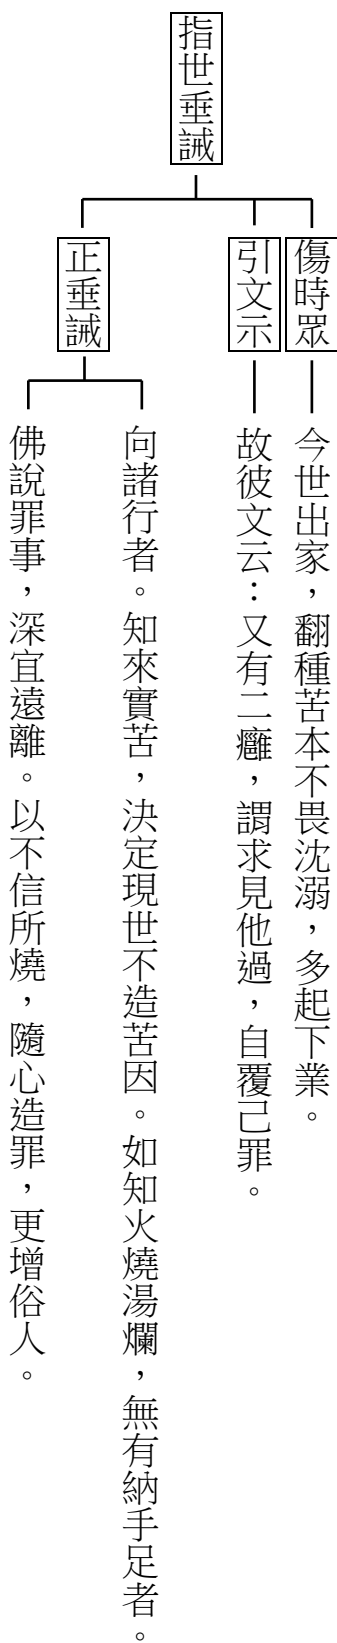 指世垂誡
傷時眾
今世出家，翻種苦本不畏沈溺，多起下業。
引文示
故彼文云：又有二癰，謂求見他過，自覆己罪。
正垂誡
向諸行者。知來實苦，決定現世不造苦因。如知火燒湯爛，無有納手足者。
佛說罪事，深宜遠離。以不信所燒，隨心造罪，更增俗人。